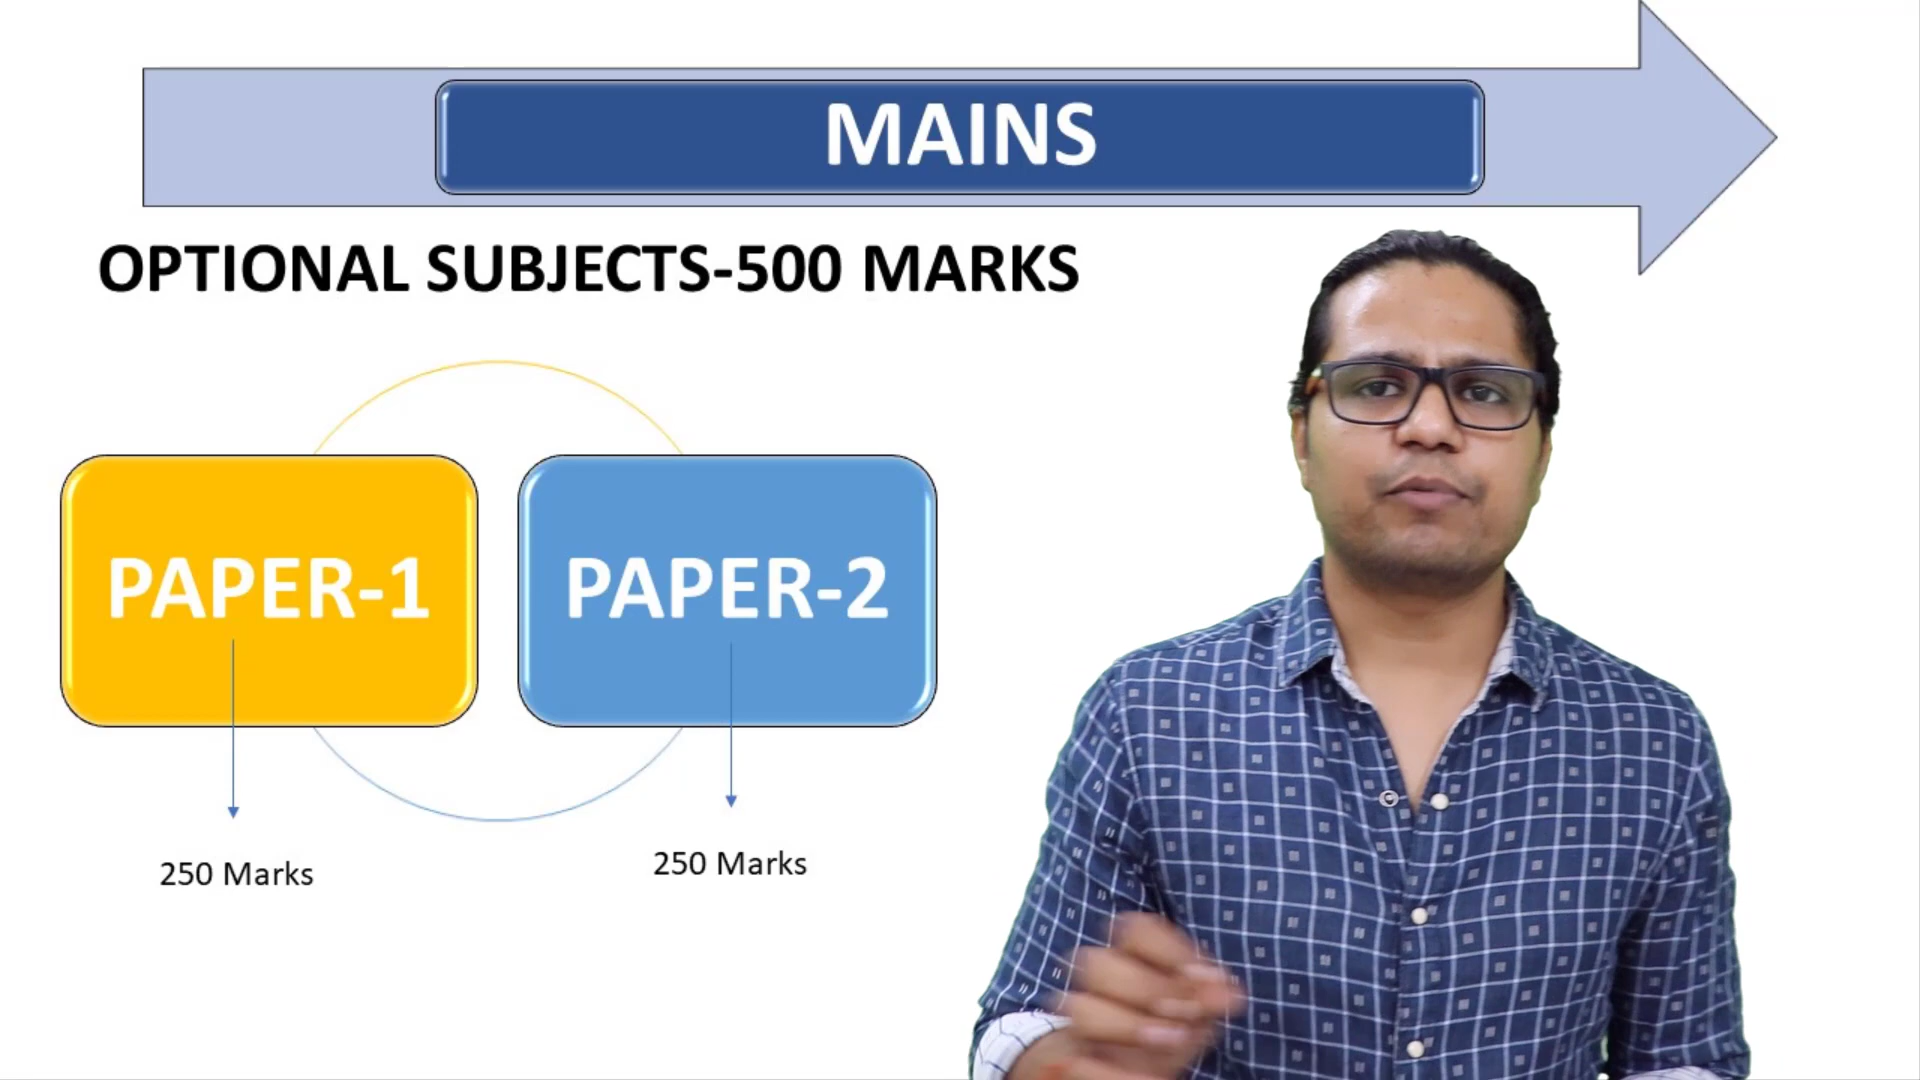 MAINS
OPTIONAL SUBJECTS-500 MARKS
PAPER-1
PAPER-2
250 Marks
250 Marks